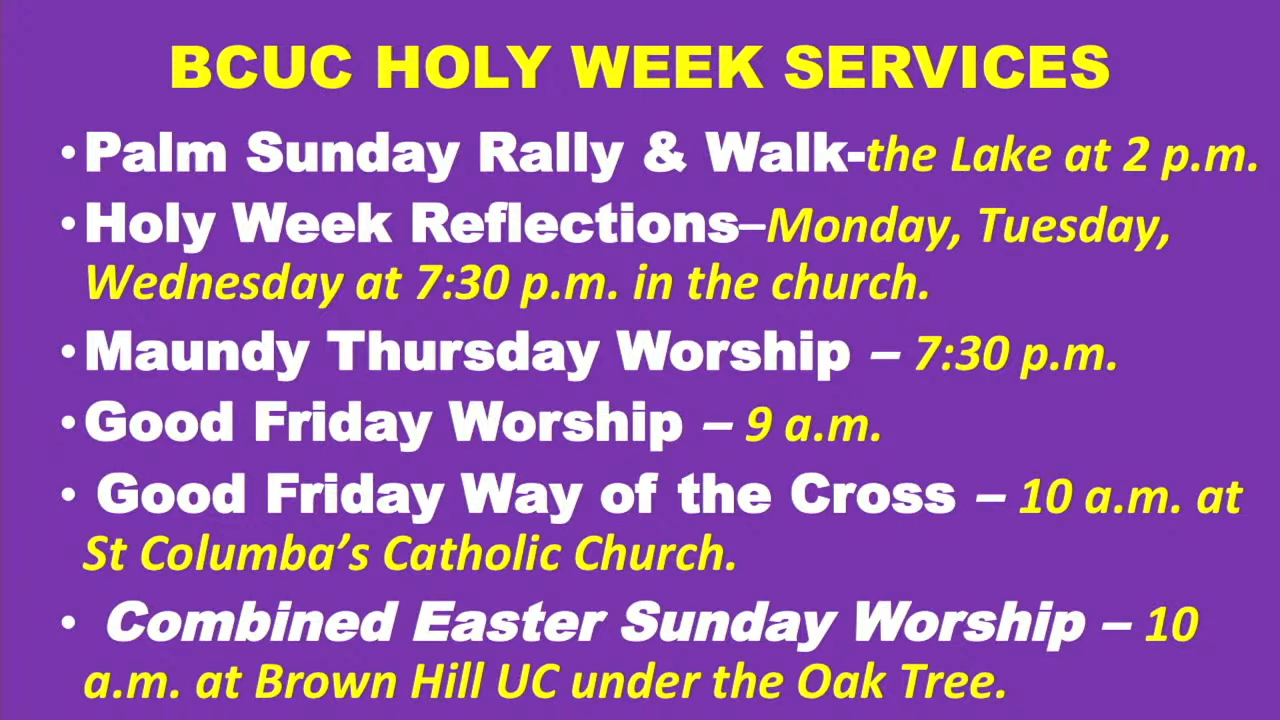 BCUC HOLY WEEK SERVICES
•Palm Sunday Rally & Walk-the Lake at 2 p.m.
•Holy Week Reflections–Monday, Tuesday,
Wednesday at 7:30 p.m. in the church.
•Maundy Thursday Worship – 7:30 p.m.
•Good Friday Worship – 9 a.m.
• Good Friday Way of the Cross – 10 a.m. at
St Columba’s Catholic Church.
• Combined Easter Sunday Worship – 10
a.m. at Brown Hill UC under the Oak Tree.